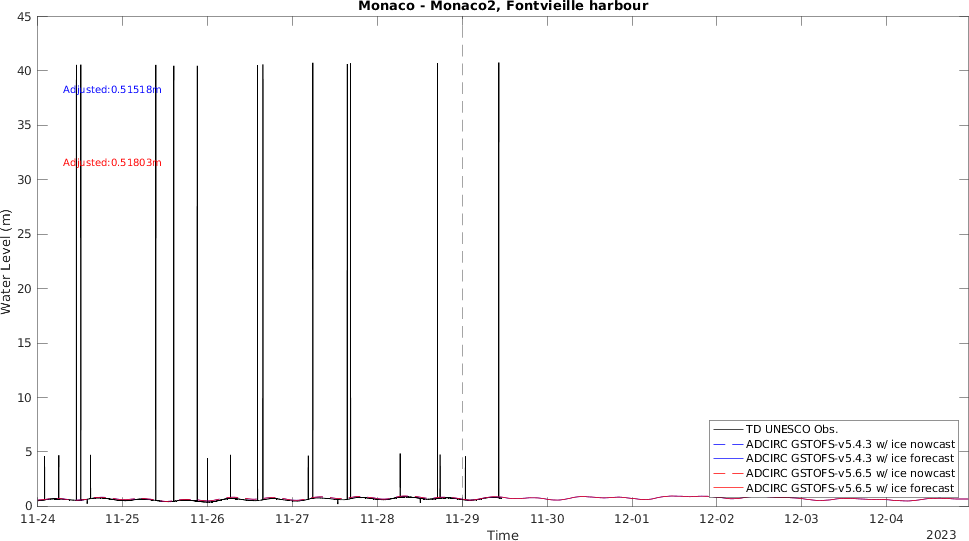 Monaco - Monaco2, Fontvieille harbour
45
40
35
30
25
20
15
10
5
0
Water Level (m)
Adjusted:0.51518m
Adjusted:0.51803m
TD UNESCO Obs.
ADCIRC GSTOFS-v5.4.3 w/ ice nowcast
ADCIRC GSTOFS-v5.4.3 w/ ice forecast
ADCIRC GSTOFS-v5.6.5 w/ ice nowcast
ADCIRC GSTOFS-v5.6.5 w/ ice forecast
11-24 11-25 11-26 11-27 11-28 11-29 11-30 12-01 12-02 12-03 12-04
Time
2023